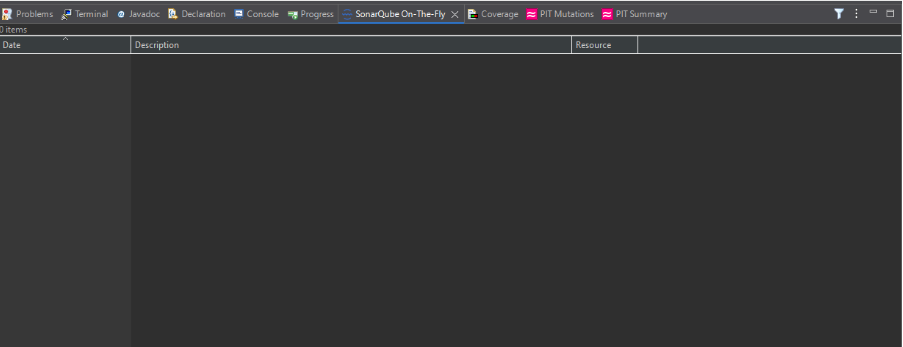 Problems Terminal Javadoc Declaration Console Progress SonarQube On-The-Fly Coverage PIT Mutations PIT Summary
0 items
Date Description Resource